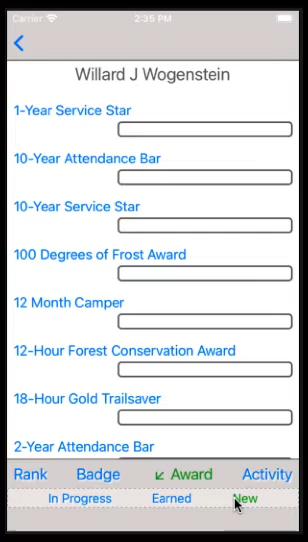 Carrier 2:35 PM
Willard J Wogenstein
1-Year Service Star
10-Year Attendance Bar
10-Year Service Star
100 Degrees of Frost Award
12 Month Camper
12-Hour Forest Conservation Award
18-Hour Gold Trailsaver
2-Year Attendance Bar
Rank Badge ↙ Award Activity
In Progress Earned New